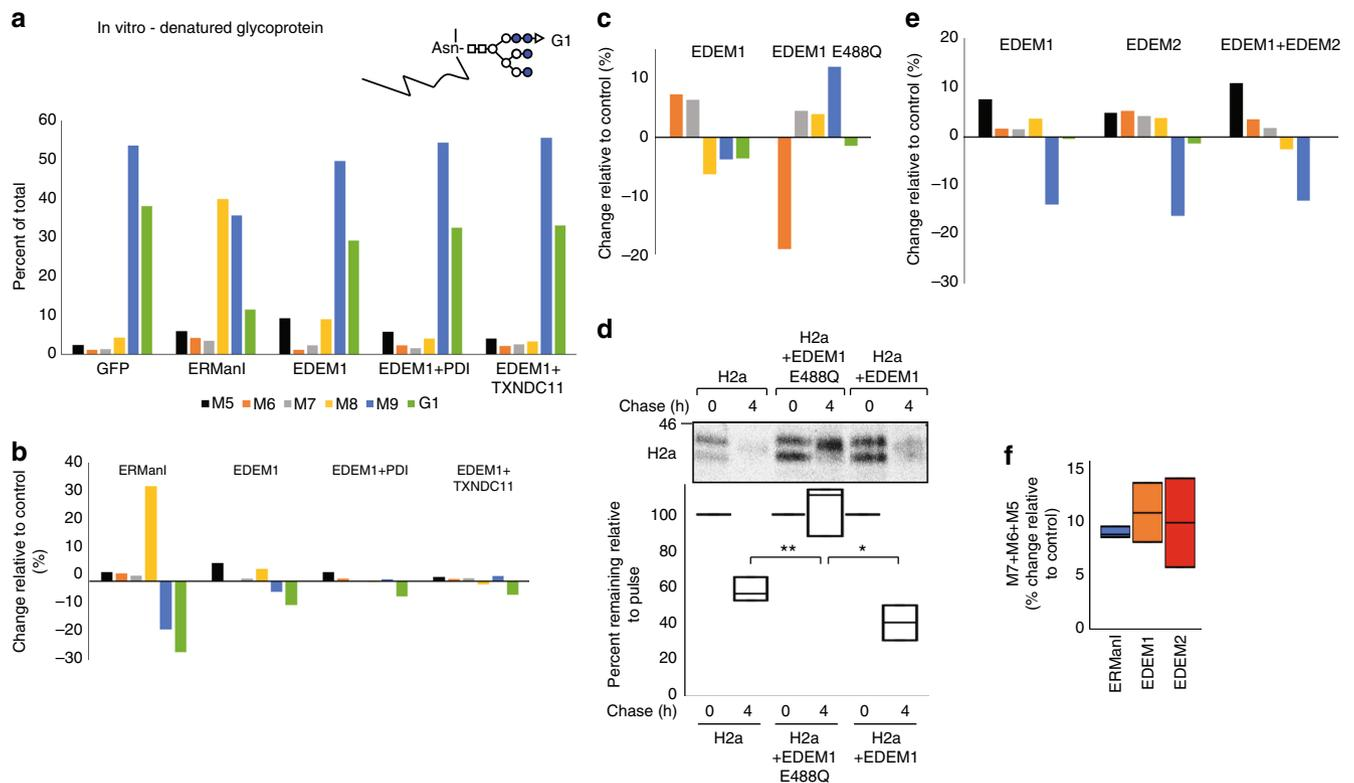 a
In vitro - denatured glycoprotein
Asn-
G1
Percent of total
60
50
40
30
20
10
0
GFP
ERManI
EDEM1
EDEM1+PDI
EDEM1+
TXNDC11
M5 M6 M7 M8 M9 G1
b
Change relative to control
(%)
40
30
20
10
0
−10
−20
−30
ERManI
EDEM1
EDEM1+PDI
EDEM1+
TXNDC11
c
Change relative to control (%)
10
0
−10
−20
EDEM1
EDEM1 E488Q
d
H2a
H2a
+EDEM1
E488Q
H2a
+EDEM1
Chase (h) 0 4 0 4 0 4
46
H2a
Percent remaining relative
to pulse
100
80
60
40
20
0
**
*
Chase (h) 0 4 0 4 0 4
H2a
H2a
+EDEM1
E488Q
H2a
+EDEM1
e
Change relative to control (%)
20
10
0
−10
−20
−30
EDEM1
EDEM2
EDEM1+EDEM2
f
M7+M6+M5
(% change relative
to control)
15
10
5
0
ERManI
EDEM1
EDEM2